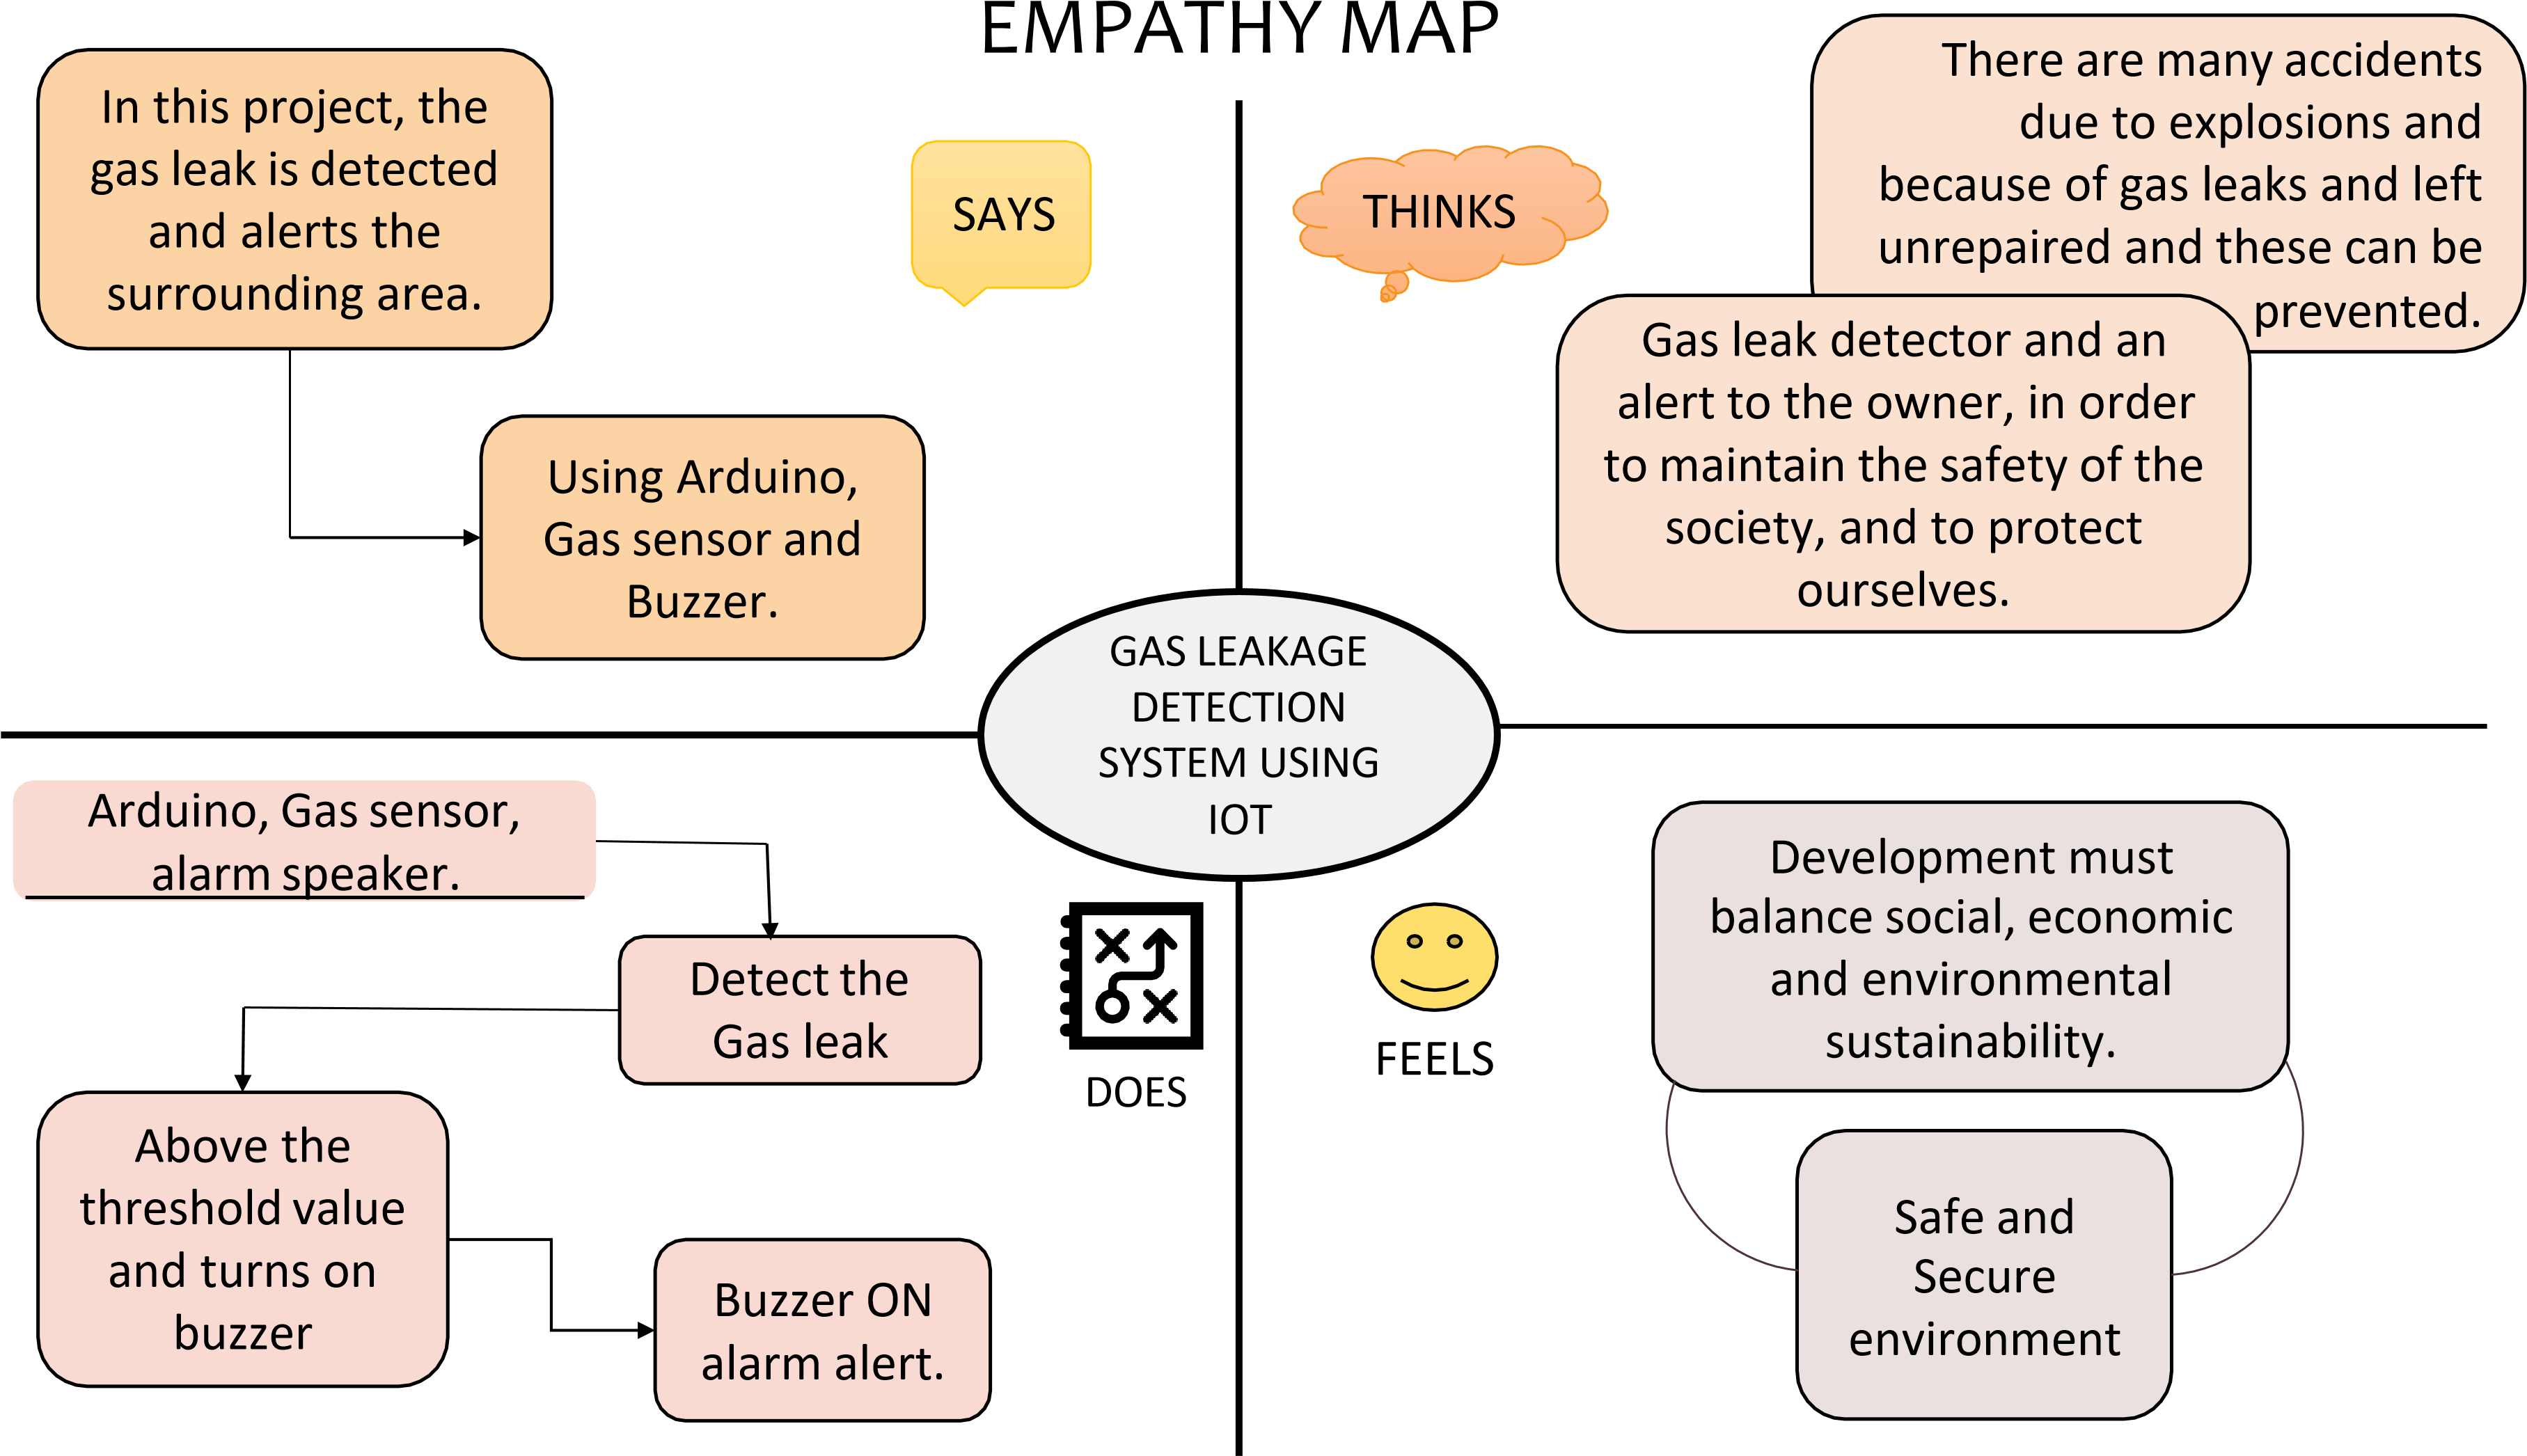 EMPATHY MAP
In this project, the
gas leak is detected
and alerts the
surrounding area.
Using Arduino,
Gas sensor and
Buzzer.
SAYS
THINKS
There are many accidents
due to explosions and
because of gas leaks and left
unrepaired and these can be
prevented.
Gas leak detector and an
alert to the owner, in order
to maintain the safety of the
society, and to protect
ourselves.
GAS LEAKAGE
DETECTION
SYSTEM USING
IOT
Arduino, Gas sensor,
alarm speaker.
Detect the
Gas leak
Above the
threshold value
and turns on
buzzer
Buzzer ON
alarm alert.
DOES
FEELS
Development must
balance social, economic
and environmental
sustainability.
Safe and
Secure
environment